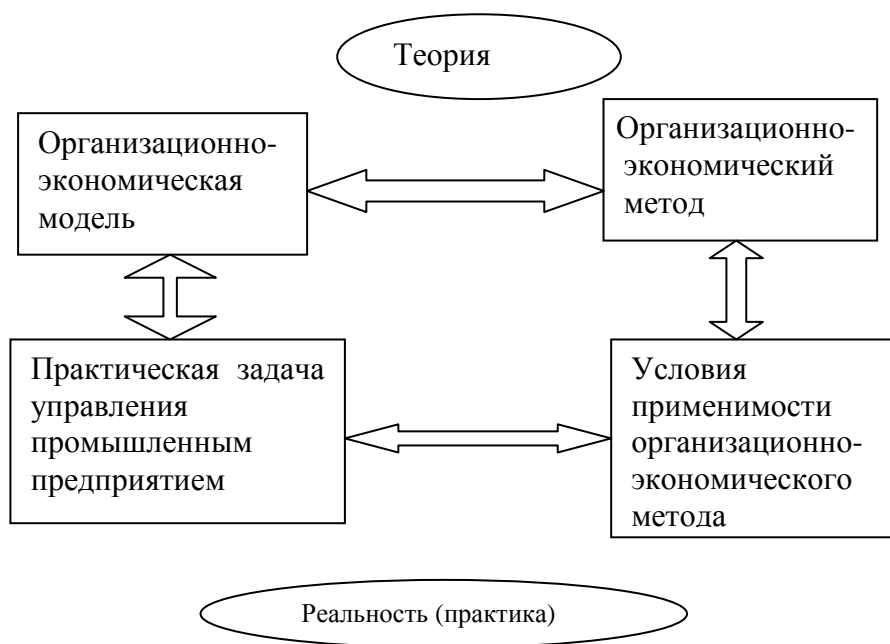 Теория
Организационно-
экономическая
модель
Организационно-
экономический
метод
Практическая задача
управления
промышленным
предприятием
Условия
применимости
организационно-
экономического
метода
Реальность (практика)